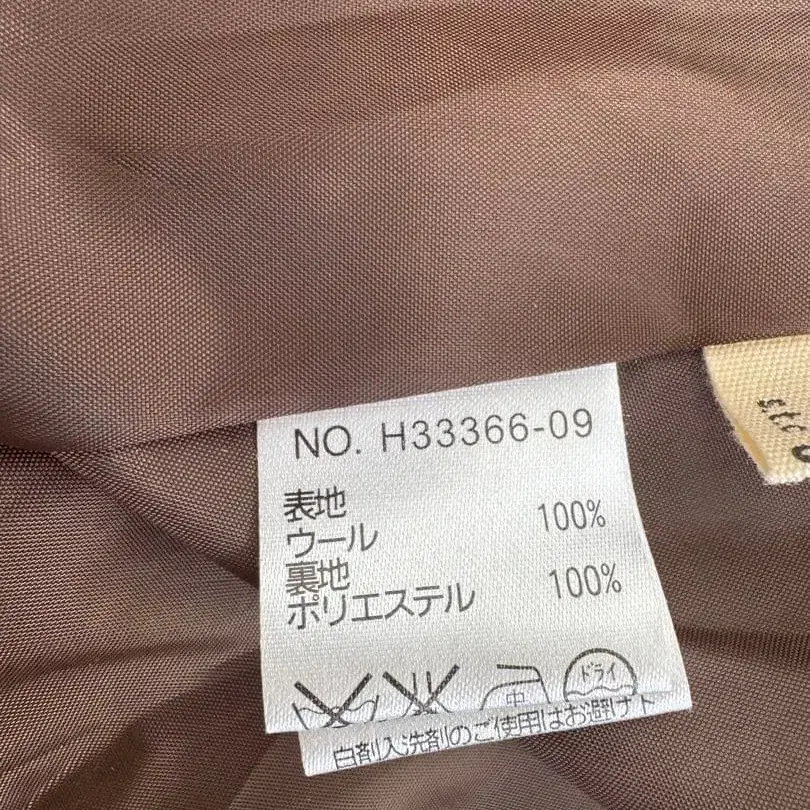 NO. H33366-09
表地
ウール 100%
裏地
ポリエステル 100%
中
ドライ
白剤入洗剤のご使用はお避け下